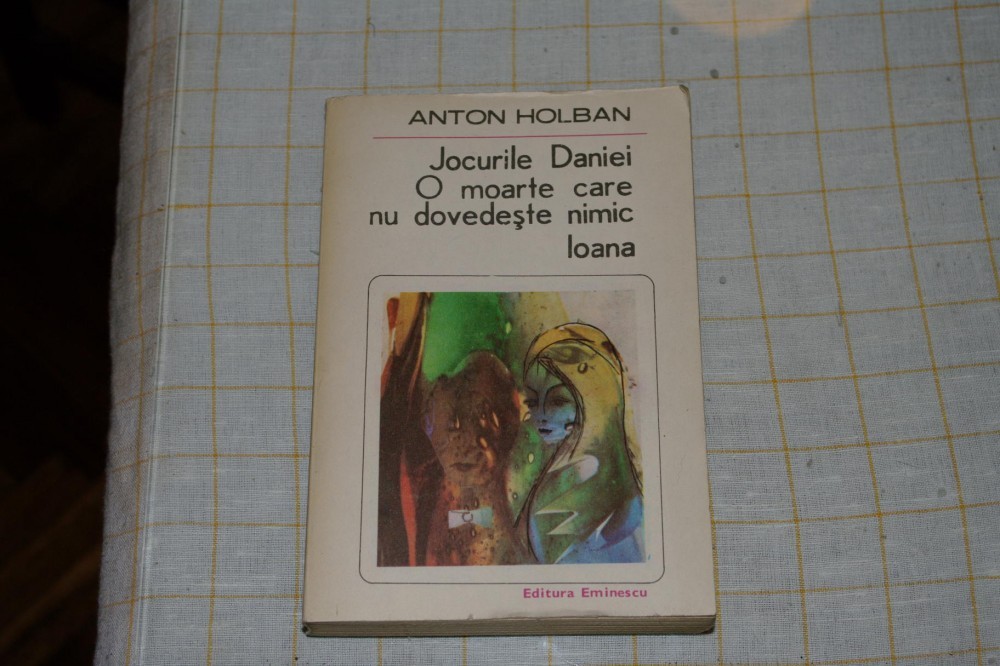 ANTON HOLBAN
Jocurile Daniei
O moarte care
nu dovedeşte nimic
Ioana
Editura Eminescu